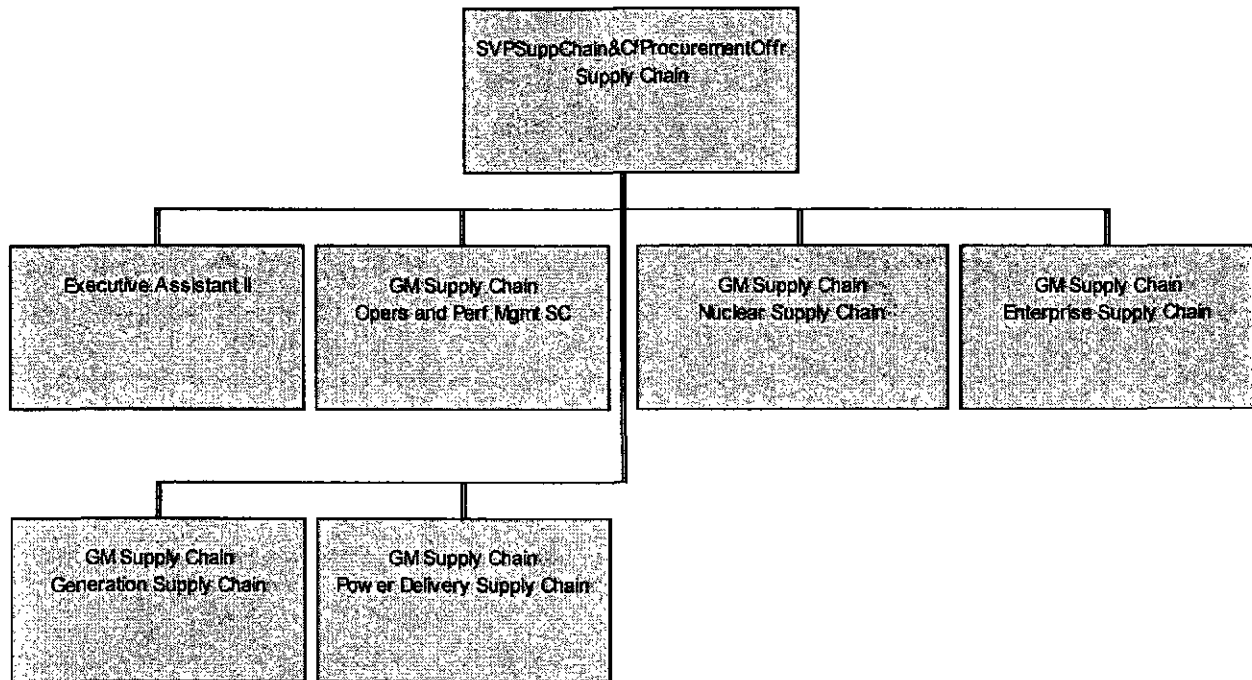 SVPSuppChain&CfProcurementOffr
Supply Chain
Executive Assistant II
GM Supply Chain
Opers and Perf Mgmt SC
GM Supply Chain
Nuclear Supply Chain
GM Supply Chain
Enterprise Supply Chain
GM Supply Chain
Generation Supply Chain
GM Supply Chain
Power Delivery Supply Chain